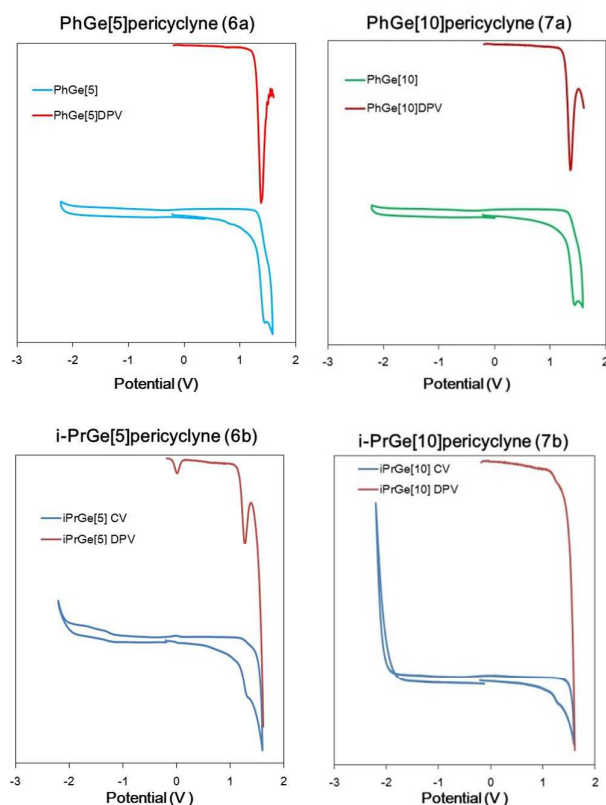 PhGe[5]pericyclyne (6a)
PhGe[5]
PhGe[5]DPV
-3 -2 -1 0 1 2
Potential (V)
PhGe[10]pericyclyne (7a)
PhGe[10]
PhGe[10]DPV
-3 -2 -1 0 1 2
Potential (V )
i-PrGe[5]pericyclyne (6b)
iPrGe[5] CV
iPrGe[5] DPV
-3 -2 -1 0 1 2
Potential (V )
i-PrGe[10]pericyclyne (7b)
iPrGe[10] CV
iPrGe[10] DPV
-3 -2 -1 0 1 2
Potential (V )